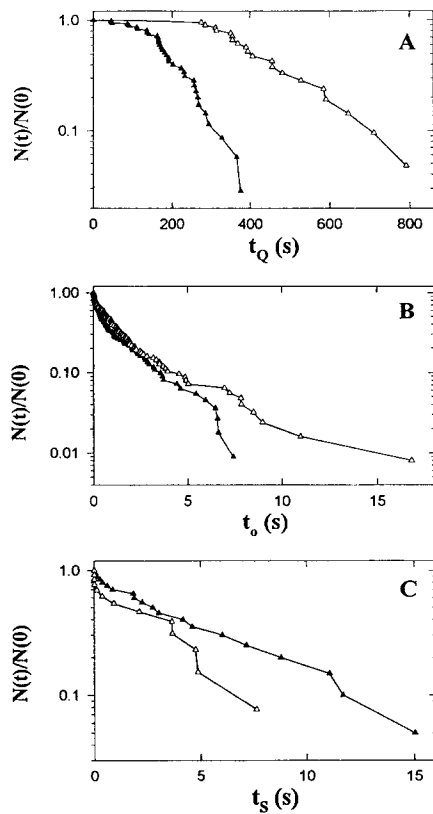 A
N(t)/N(0)
1.0
0.1
0 200 400 600 800
t_Q (s)
B
N(t)/N(0)
1.00
0.10
0.01
0 5 10 15
t_o (s)
C
N(t)/N(0)
1.0
0.1
0 5 10 15
t_S (s)